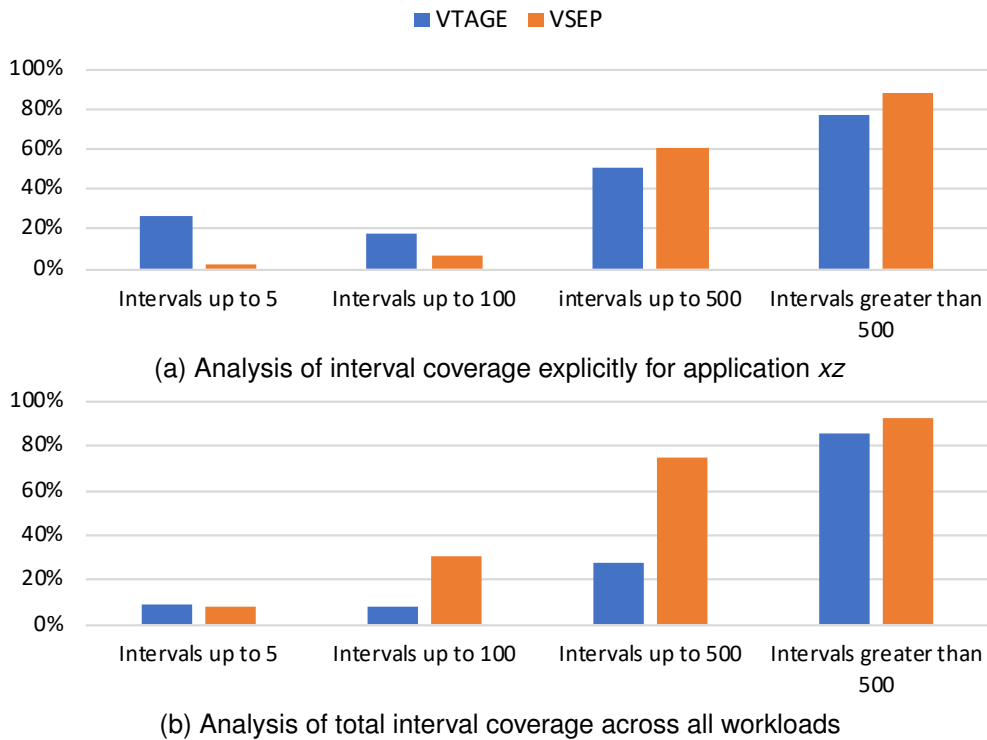 VTAGE VSEP
100%
80%
60%
40%
20%
0%
Intervals up to 5 Intervals up to 100 intervals up to 500 Intervals greater than
500
(a) Analysis of interval coverage explicitly for application xz
100%
80%
60%
40%
20%
0%
Intervals up to 5 Intervals up to 100 Intervals up to 500 Intervals greater than
500
(b) Analysis of total interval coverage across all workloads